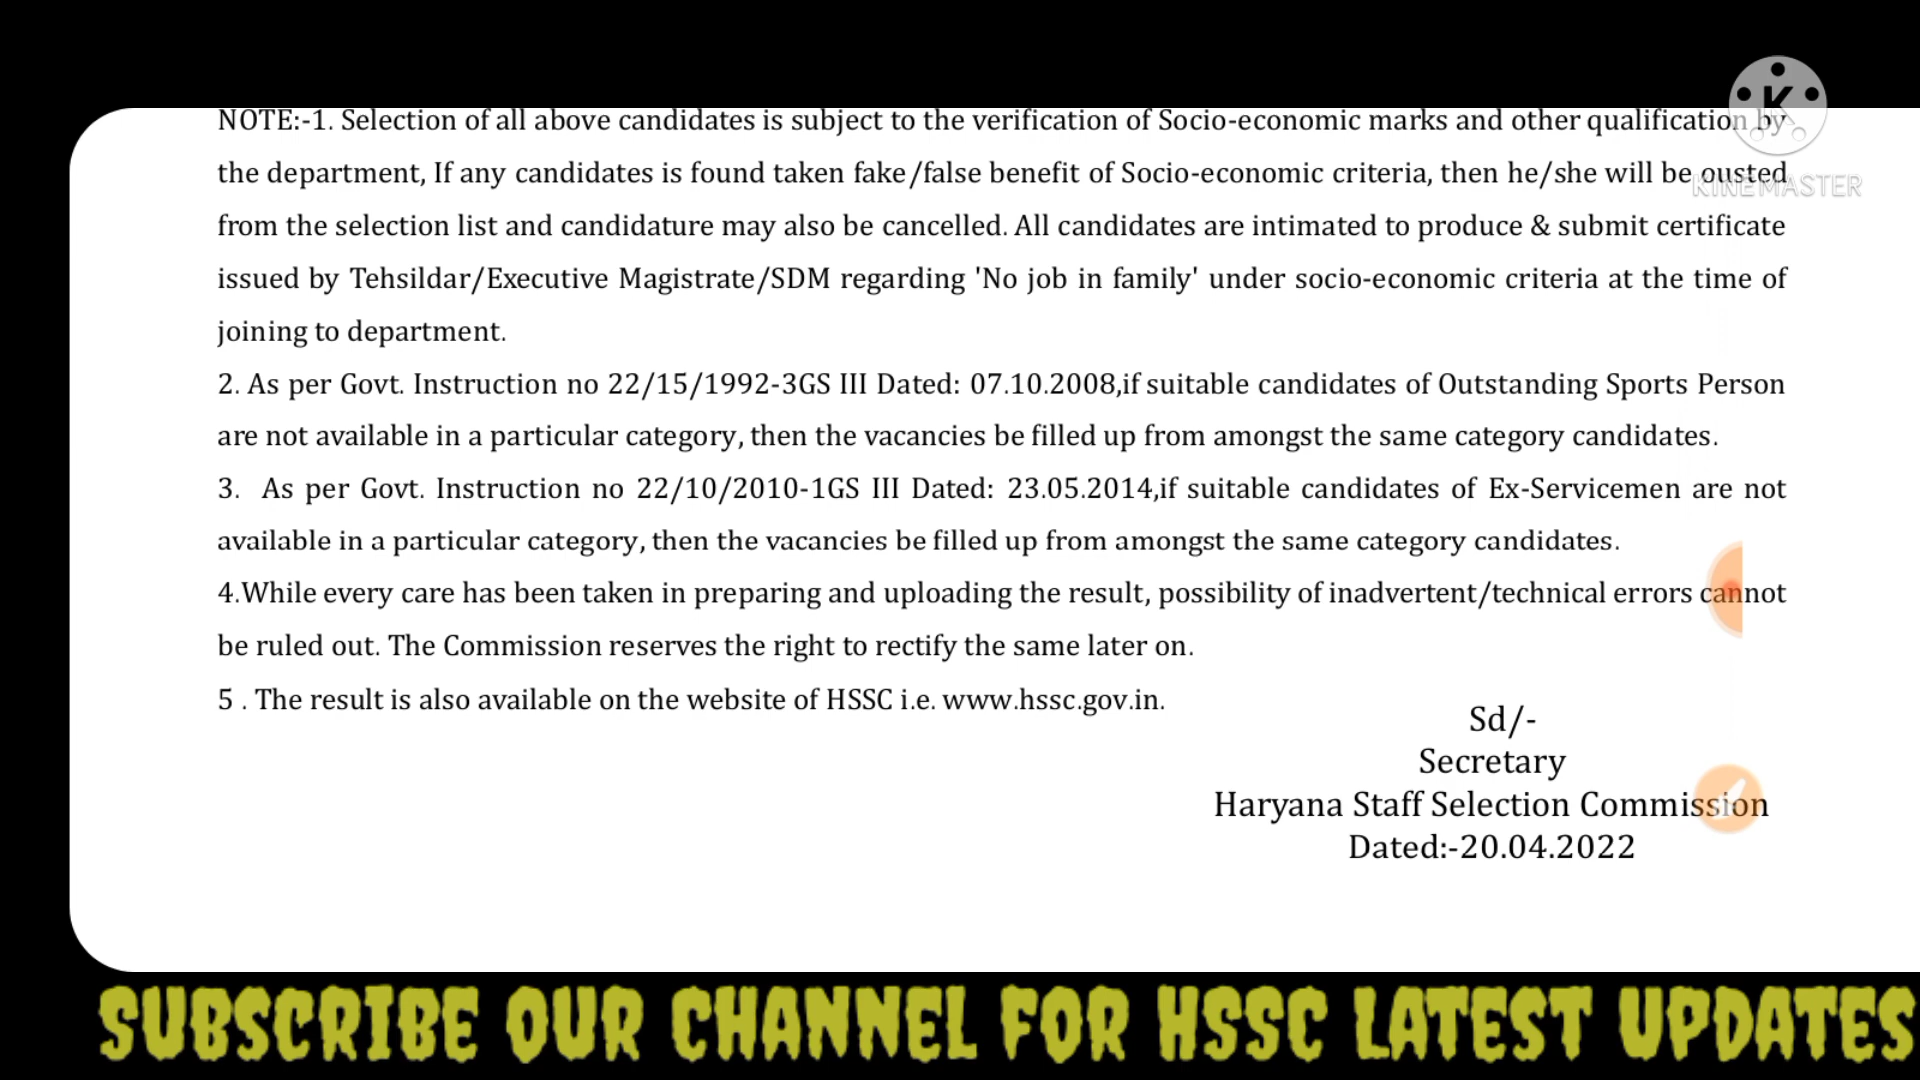 NOTE:-1. Selection of all above candidates is subject to the verification of Socio-economic marks and other qualification by
the department, If any candidates is found taken fake/false benefit of Socio-economic criteria, then he/she will be ousted
from the selection list and candidature may also be cancelled. All candidates are intimated to produce & submit certificate
issued by Tehsildar/Executive Magistrate/SDM regarding 'No job in family' under socio-economic criteria at the time of
joining to department.
2. As per Govt. Instruction no 22/15/1992-3GS III Dated: 07.10.2008,if suitable candidates of Outstanding Sports Person
are not available in a particular category, then the vacancies be filled up from amongst the same category candidates.
3. As per Govt. Instruction no 22/10/2010-1GS III Dated: 23.05.2014,if suitable candidates of Ex-Servicemen are not
available in a particular category, then the vacancies be filled up from amongst the same category candidates.
4.While every care has been taken in preparing and uploading the result, possibility of inadvertent/technical errors cannot
be ruled out. The Commission reserves the right to rectify the same later on.
5 . The result is also available on the website of HSSC i.e. www.hssc.gov.in.
Sd/-
Secretary
Haryana Staff Selection Commission
Dated:-20.04.2022
K
KINEMASTER
SUBSCRIBE OUR CHANNEL FOR HSSC LATEST UPDATES